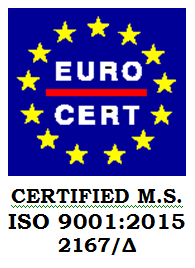 EURO
CERT
CERTIFIED M.S.
ISO 9001:2015
2167/Δ